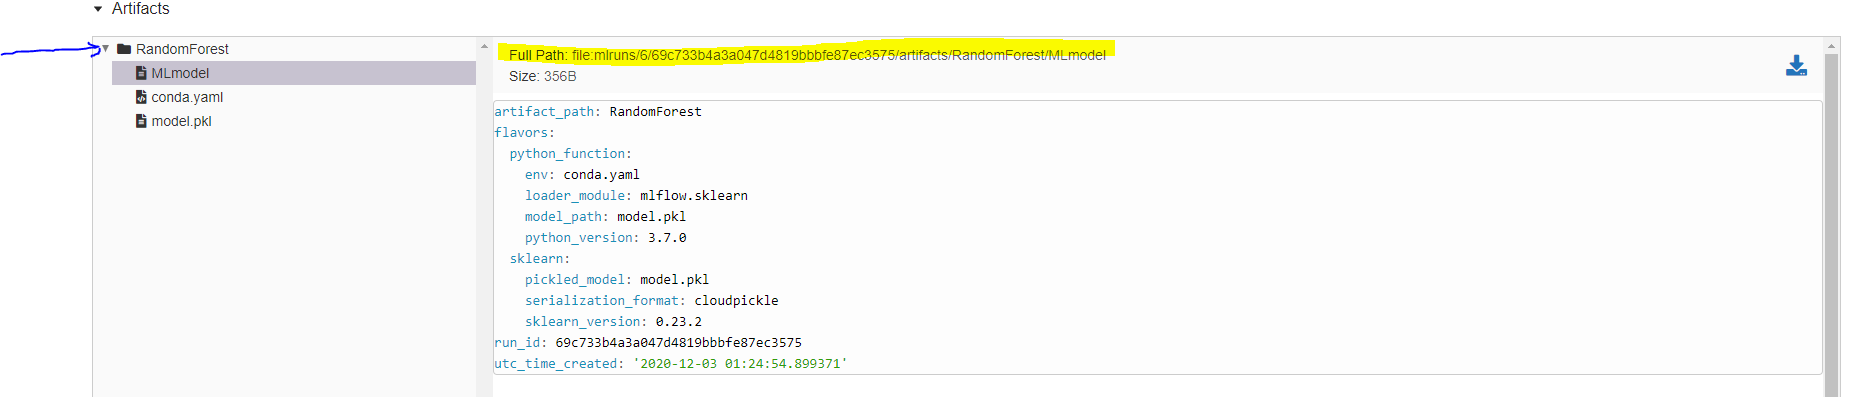 Artifacts
RandomForest
MLmodel
conda.yaml
model.pkl
Full Path: file:mlruns/6/69c733b4a3a047d4819bbbfe87ec3575/artifacts/RandomForest/MLmodel
Size: 356B
artifact_path: RandomForest
flavors:
  python_function:
    env: conda.yaml
    loader_module: mlflow.sklearn
    model_path: model.pkl
    python_version: 3.7.0
  sklearn:
    pickled_model: model.pkl
    serialization_format: cloudpickle
    sklearn_version: 0.23.2
run_id: 69c733b4a3a047d4819bbbfe87ec3575
utc_time_created: '2020-12-03 01:24:54.899371'